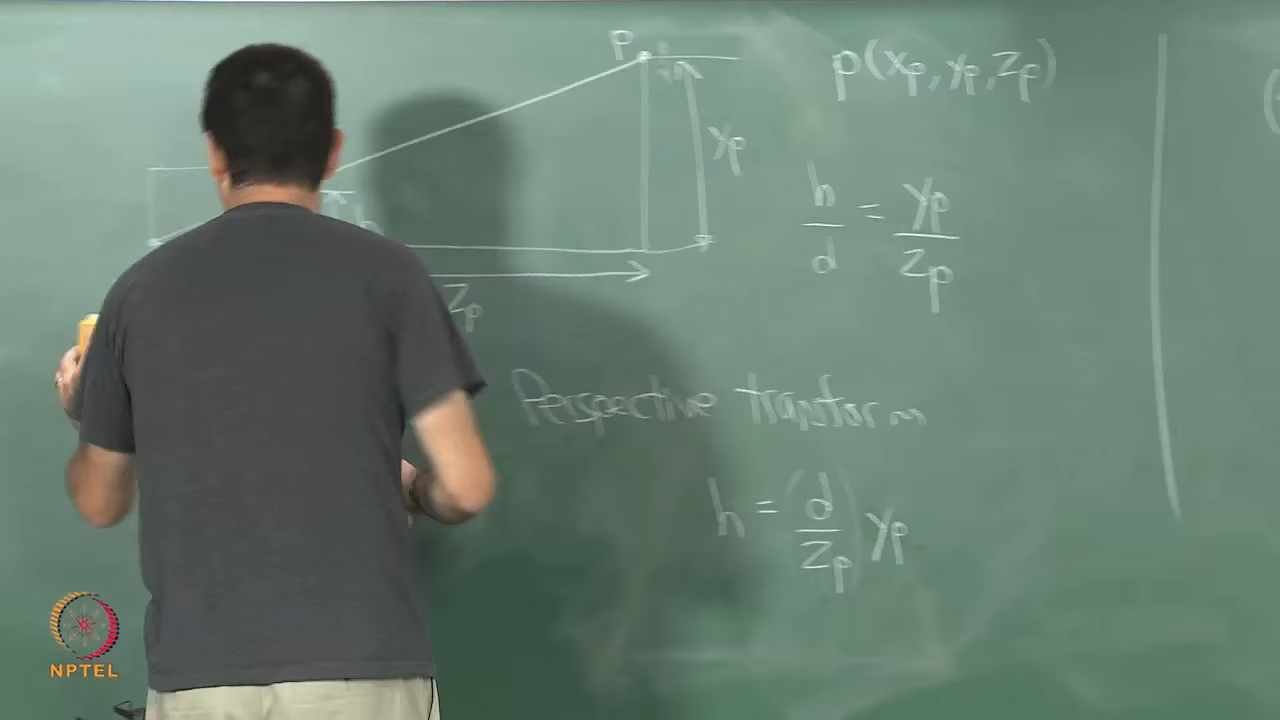 P
p(xp, yp, zp)
yp
h
h/d = yp/zp
zp
Perspective transform
h = (d/zp) yp
NPTEL